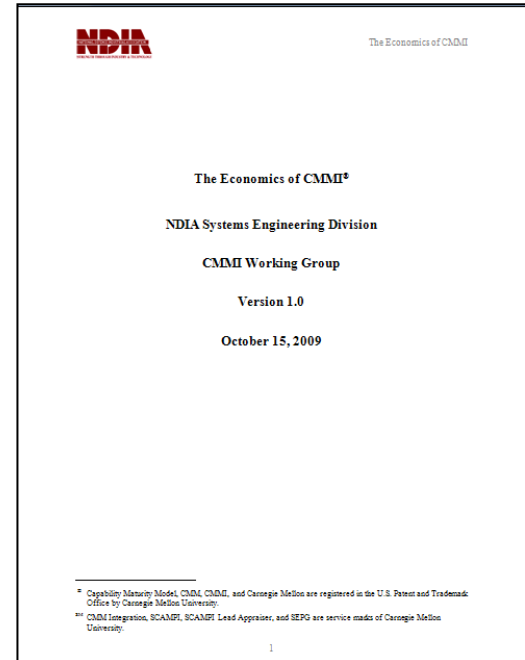 NDIA
The Economics of CMMI
The Economics of CMMI®
NDIA Systems Engineering Division
CMMI Working Group
Version 1.0
October 15, 2009
® Capability Maturity Model, CMM, CMMI, and Carnegie Mellon are registered in the U.S. Patent and Trademark
Office by Carnegie Mellon University.
SM CMM Integration, SCAMPI, SCAMPI Lead Appraiser, and SEPG are service marks of Carnegie Mellon
University.
1